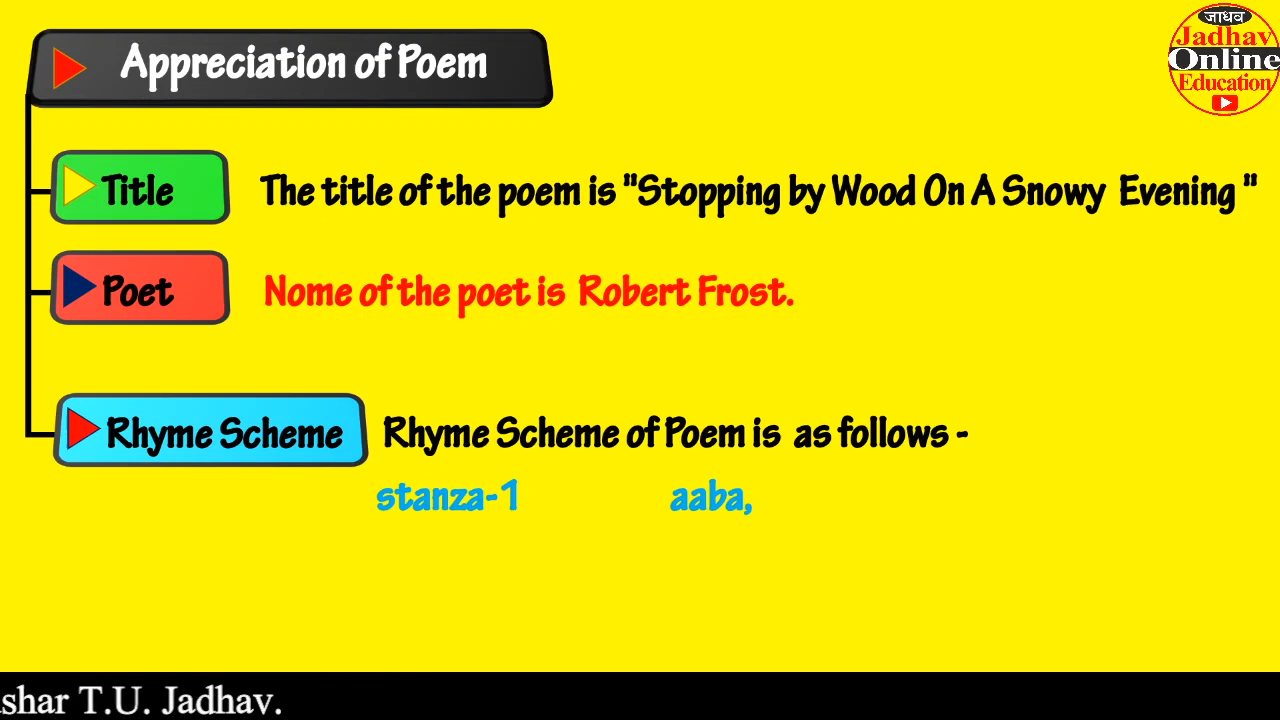 जाधव
Jadhav
Online
Education
Appreciation of Poem
Title
The title of the poem is "Stopping by Wood On A Snowy Evening "
Poet
Nome of the poet is Robert Frost.
Rhyme Scheme
Rhyme Scheme of Poem is as follows -
stanza-1 aaba,
shar T.U. Jadhav.